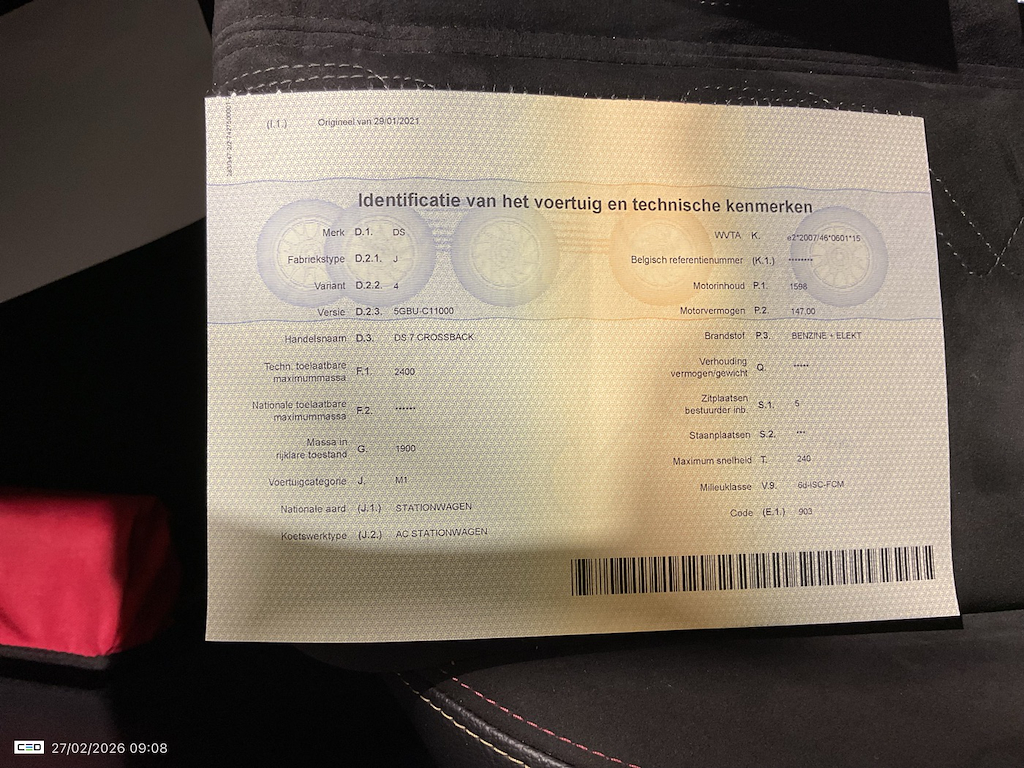 (I.1.) Origineel van 29/01/2021
Identificatie van het voertuig en technische kenmerken
Merk D.1. DS
Fabriekstype D.2.1. J
Variant D.2.2. 4
Versie D.2.3. 5GBU-C11000
Handelsnaam D.3. DS 7 CROSSBACK
Techn. toelaatbare
maximummassa F.1. 2400
Nationale toelaatbare
maximummassa F.2. ******
Massa in
rijklare toestand G. 1900
Voertuigcategorie J. M1
Nationale aard (J.1.) STATIONWAGEN
Koetswerktype (J.2.) AC STATIONWAGEN
WVTA K. e2*2007/46*0601*15
Belgisch referentienummer (K.1.) ********
Motorinhoud P.1. 1598
Motorvermogen P.2. 147.00
Brandstof P.3. BENZINE + ELEKT
Verhouding
vermogen/gewicht Q. *****
Zitplaatsen
bestuurder inb. S.1. 5
Staanplaatsen S.2. ***
Maximum snelheid T. 240
Milieuklasse V.9. 6d-ISC-FCM
Code (E.1.) 903
CEO 27/02/2026 09:08